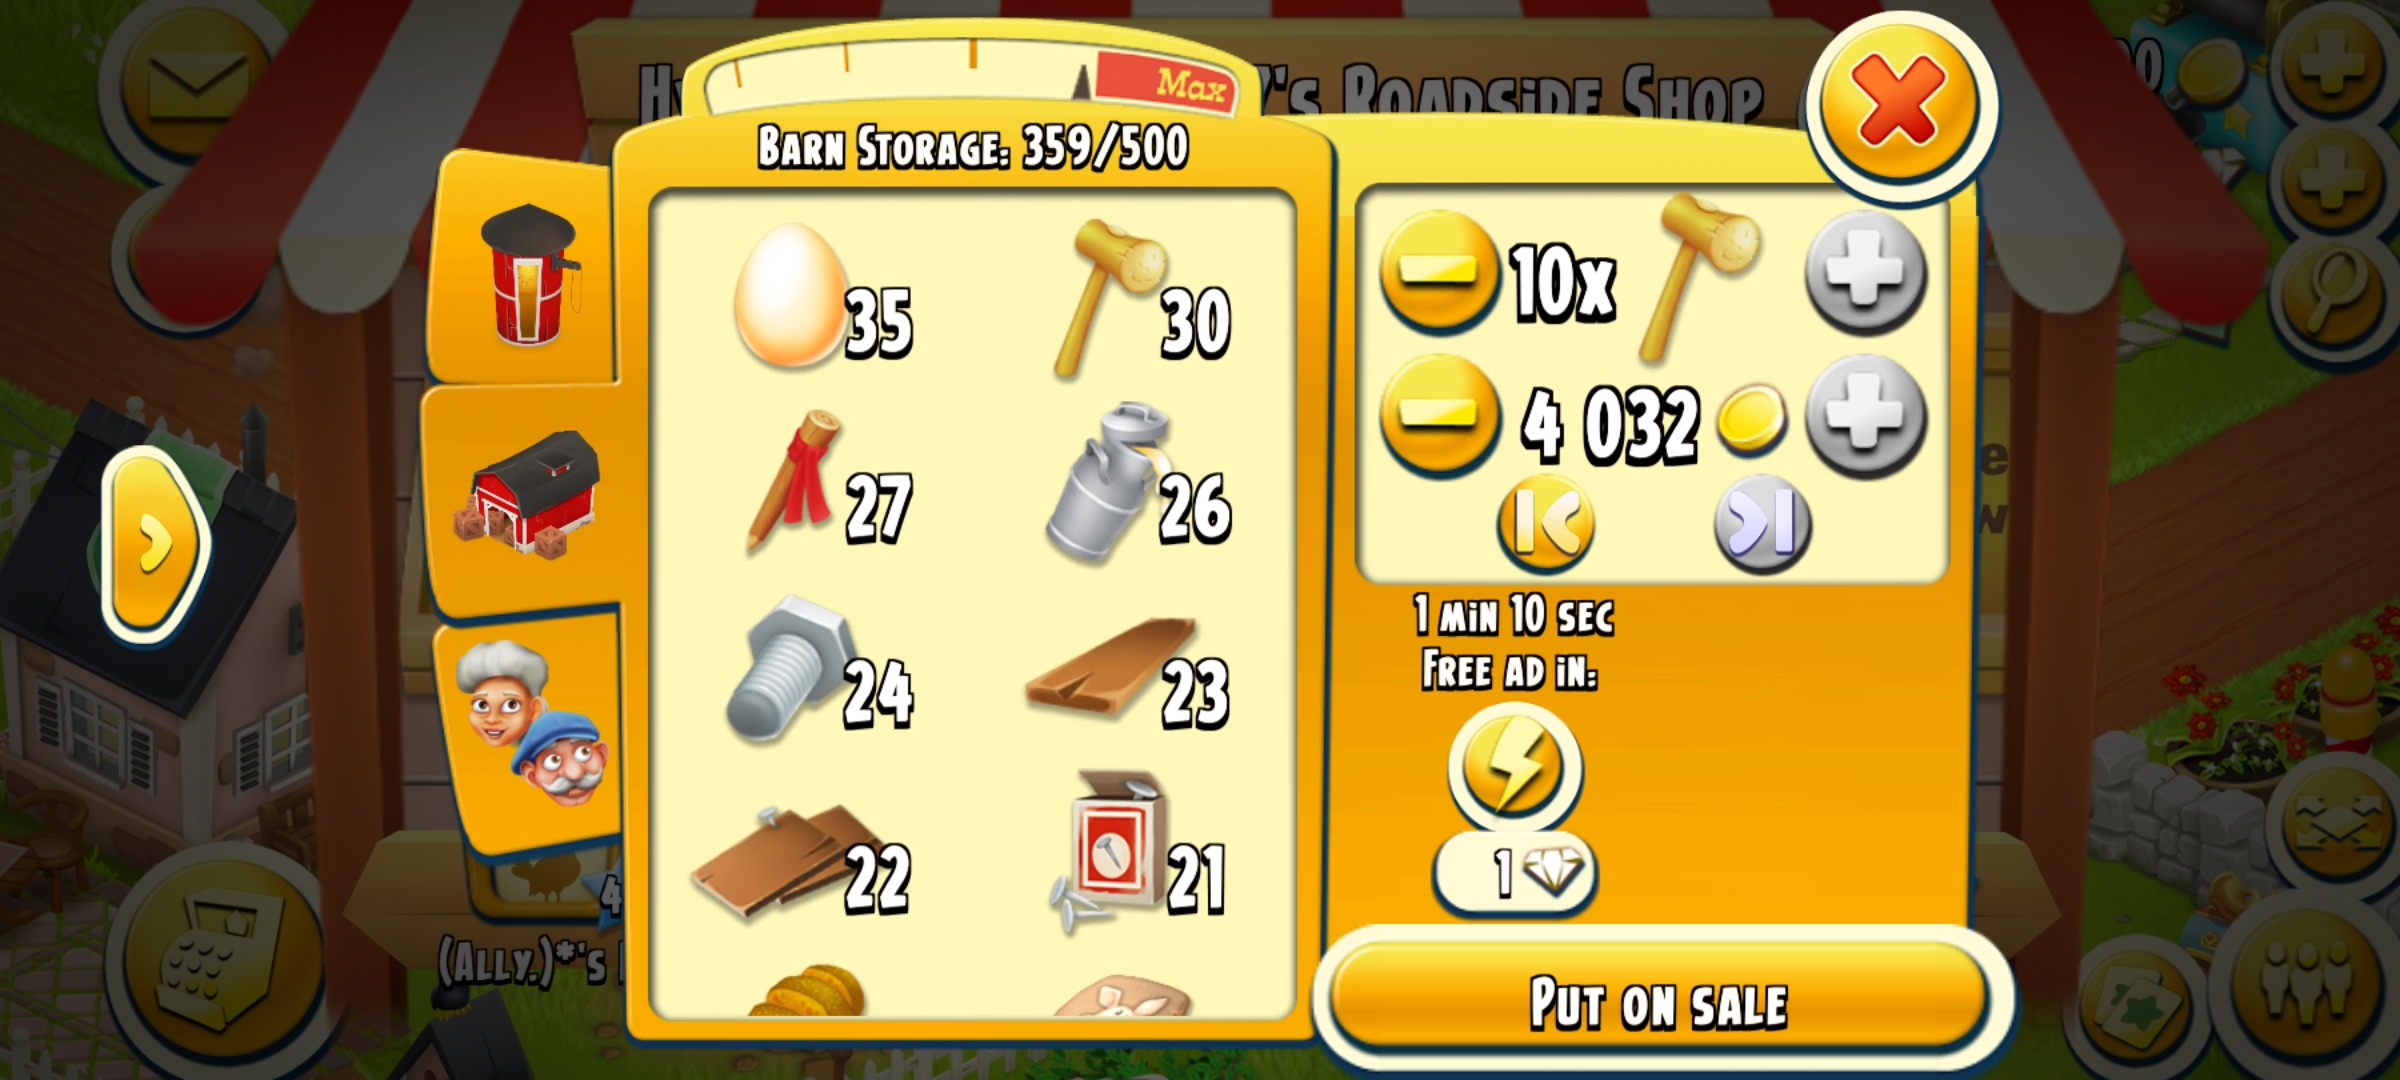 Max
's Roadside Shop
Barn Storage: 359/500
35
30
27
26
24
23
22
21
10x
4 032
1 min 10 sec
Free ad in:
1
Put on sale
(Ally.)*'s